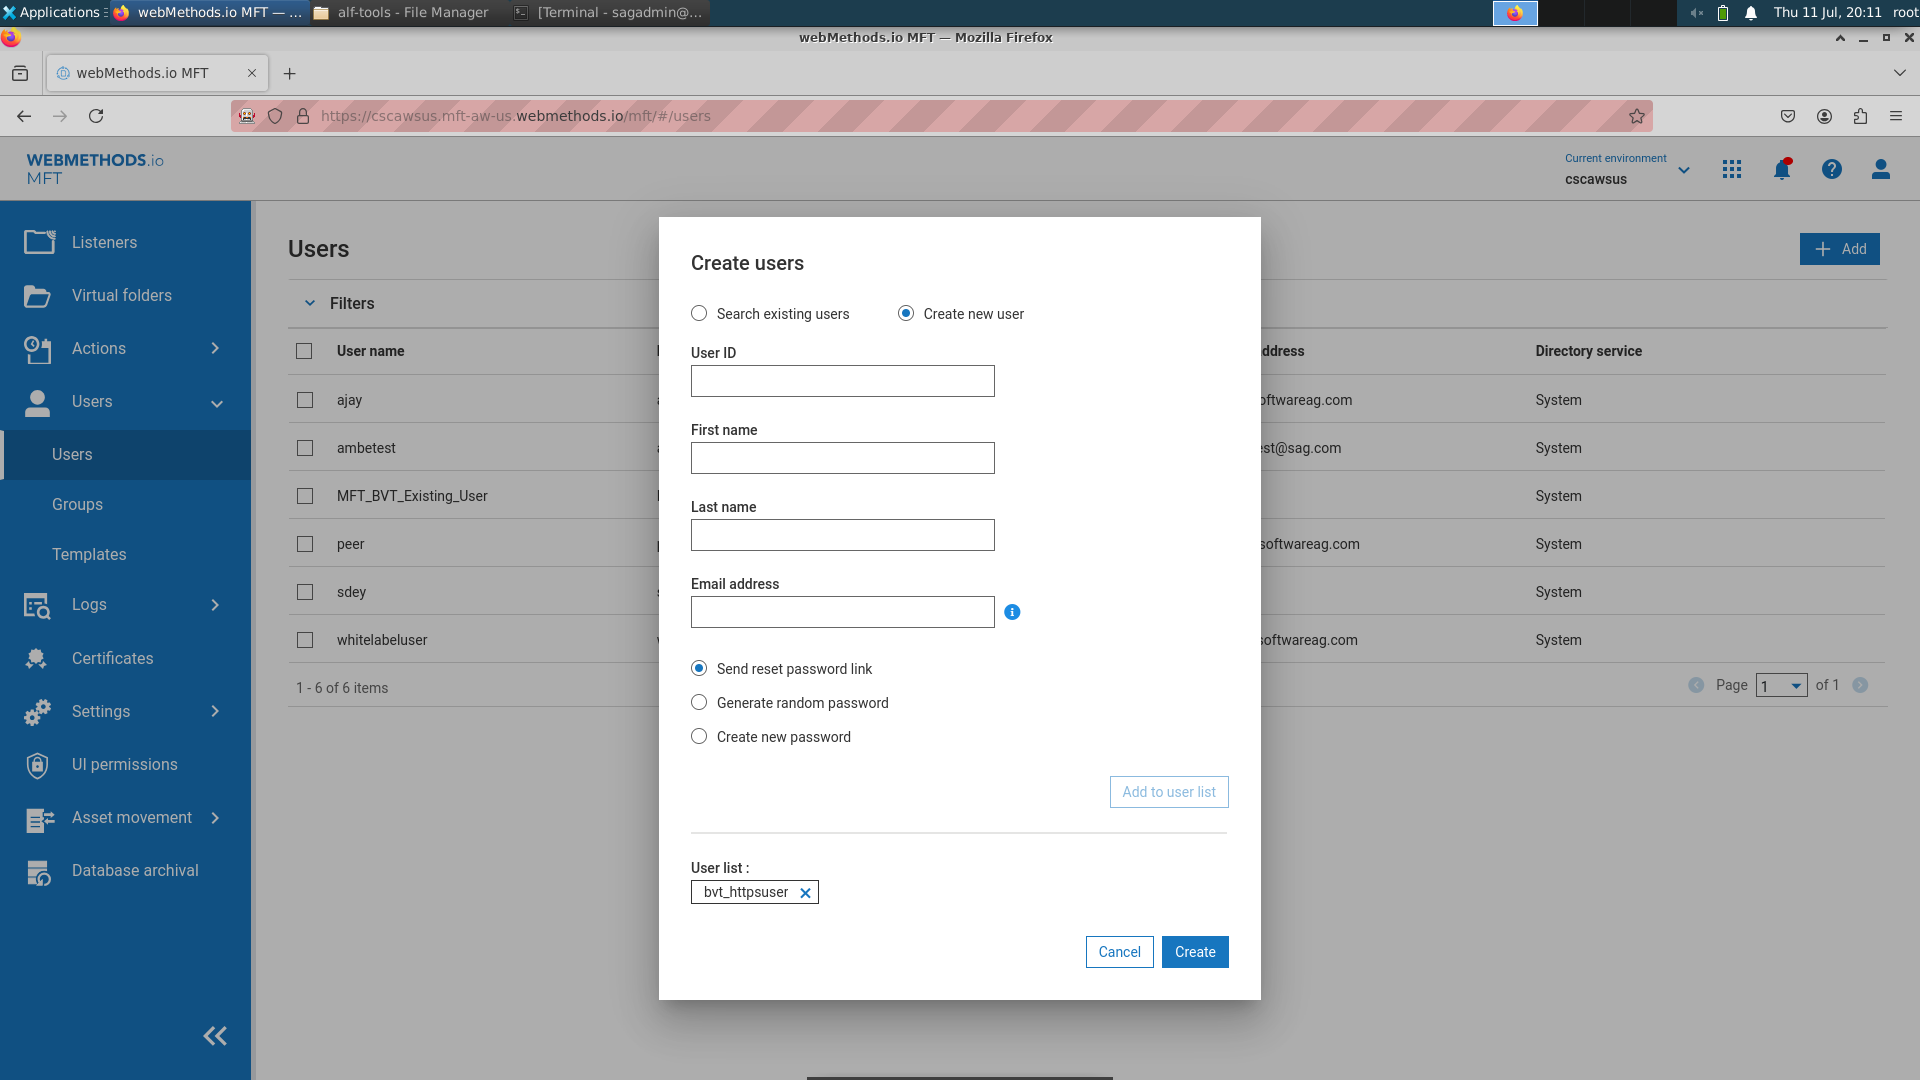 Applications
webMethods.io MFT — ...
alf-tools - File Manager
[Terminal - sagadmin@...
Thu 11 Jul, 20:11
root
webMethods.io MFT — Mozilla Firefox
webMethods.io MFT
https://cscawsus.mft-aw-us.webmethods.io/mft/#/users
WEBMETHODS.io
MFT
Current environment
cscawsus
Listeners
Virtual folders
Actions
Users
Users
Groups
Templates
Logs
Certificates
Settings
UI permissions
Asset movement
Database archival
Users
Add
Filters
User name
ddress
Directory service
ajay
oftwareag.com
System
ambetest
est@sag.com
System
MFT_BVT_Existing_User
System
peer
softwareag.com
System
sdey
System
whitelabeluser
softwareag.com
System
1 - 6 of 6 items
Page 1 of 1
Create users
Search existing users
Create new user
User ID
First name
Last name
Email address
Send reset password link
Generate random password
Create new password
Add to user list
User list :
bvt_httpsuser
Cancel
Create